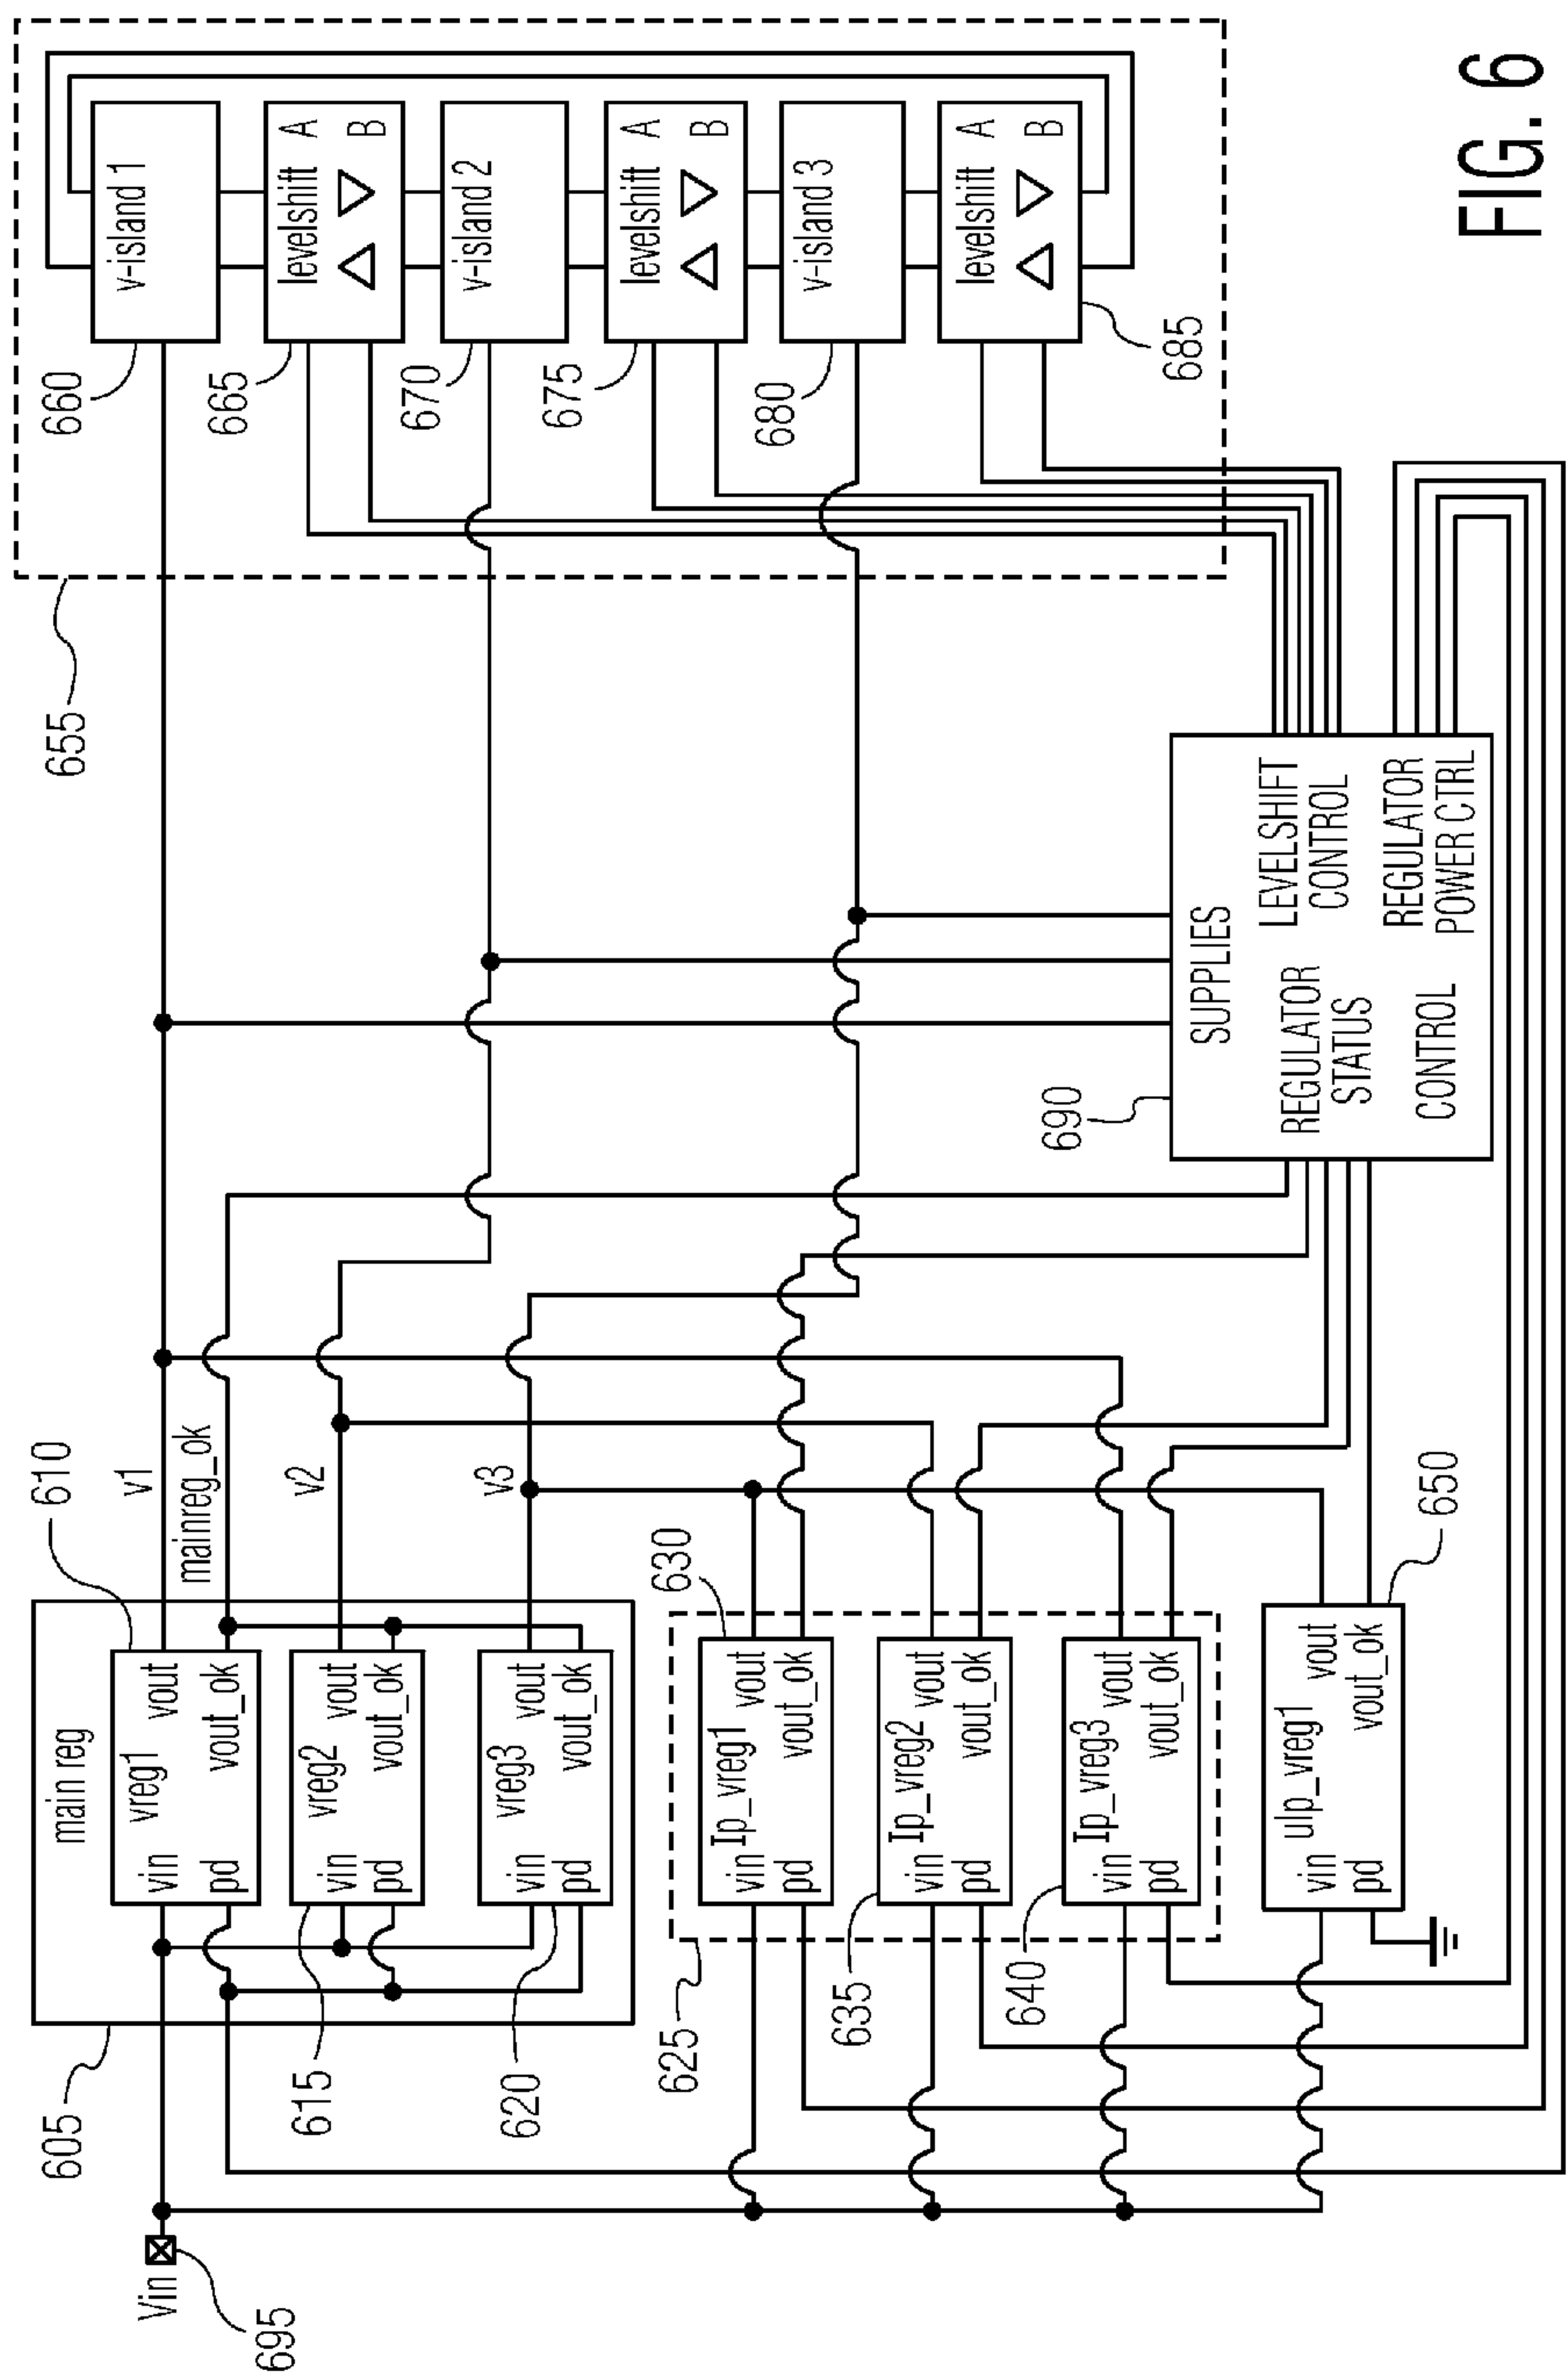 605
main reg
610
vreg1
vin
vout
pd
vout_ok
v1
mainreg_ok
615
vreg2
vin
vout
pd
vout_ok
v2
620
vreg3
vin
vout
pd
vout_ok
v3
Vin
695
625
630
lp_vreg1
vin
vout
pd
vout_ok
635
lp_vreg2
vin
vout
pd
vout_ok
640
lp_vreg3
vin
vout
pd
vout_ok
650
ulp_vreg1
vin
vout
pd
vout_ok
655
660
v-island 1
665
levelshift
A
B
670
v-island 2
675
levelshift
A
B
680
v-island 3
685
levelshift
A
B
690
SUPPLIES
REGULATOR
STATUS
LEVELSHIFT
CONTROL
CONTROL
REGULATOR
POWER CTRL
FIG. 6